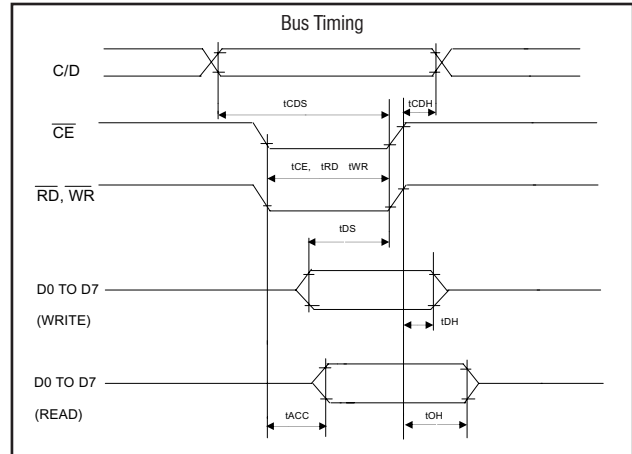 Bus Timing
C/D
tCDS
tCDH
CE
tCE, tRD tWR
RD, WR
tDS
D0 TO D7
(WRITE)
tDH
D0 TO D7
(READ)
tACC
tOH